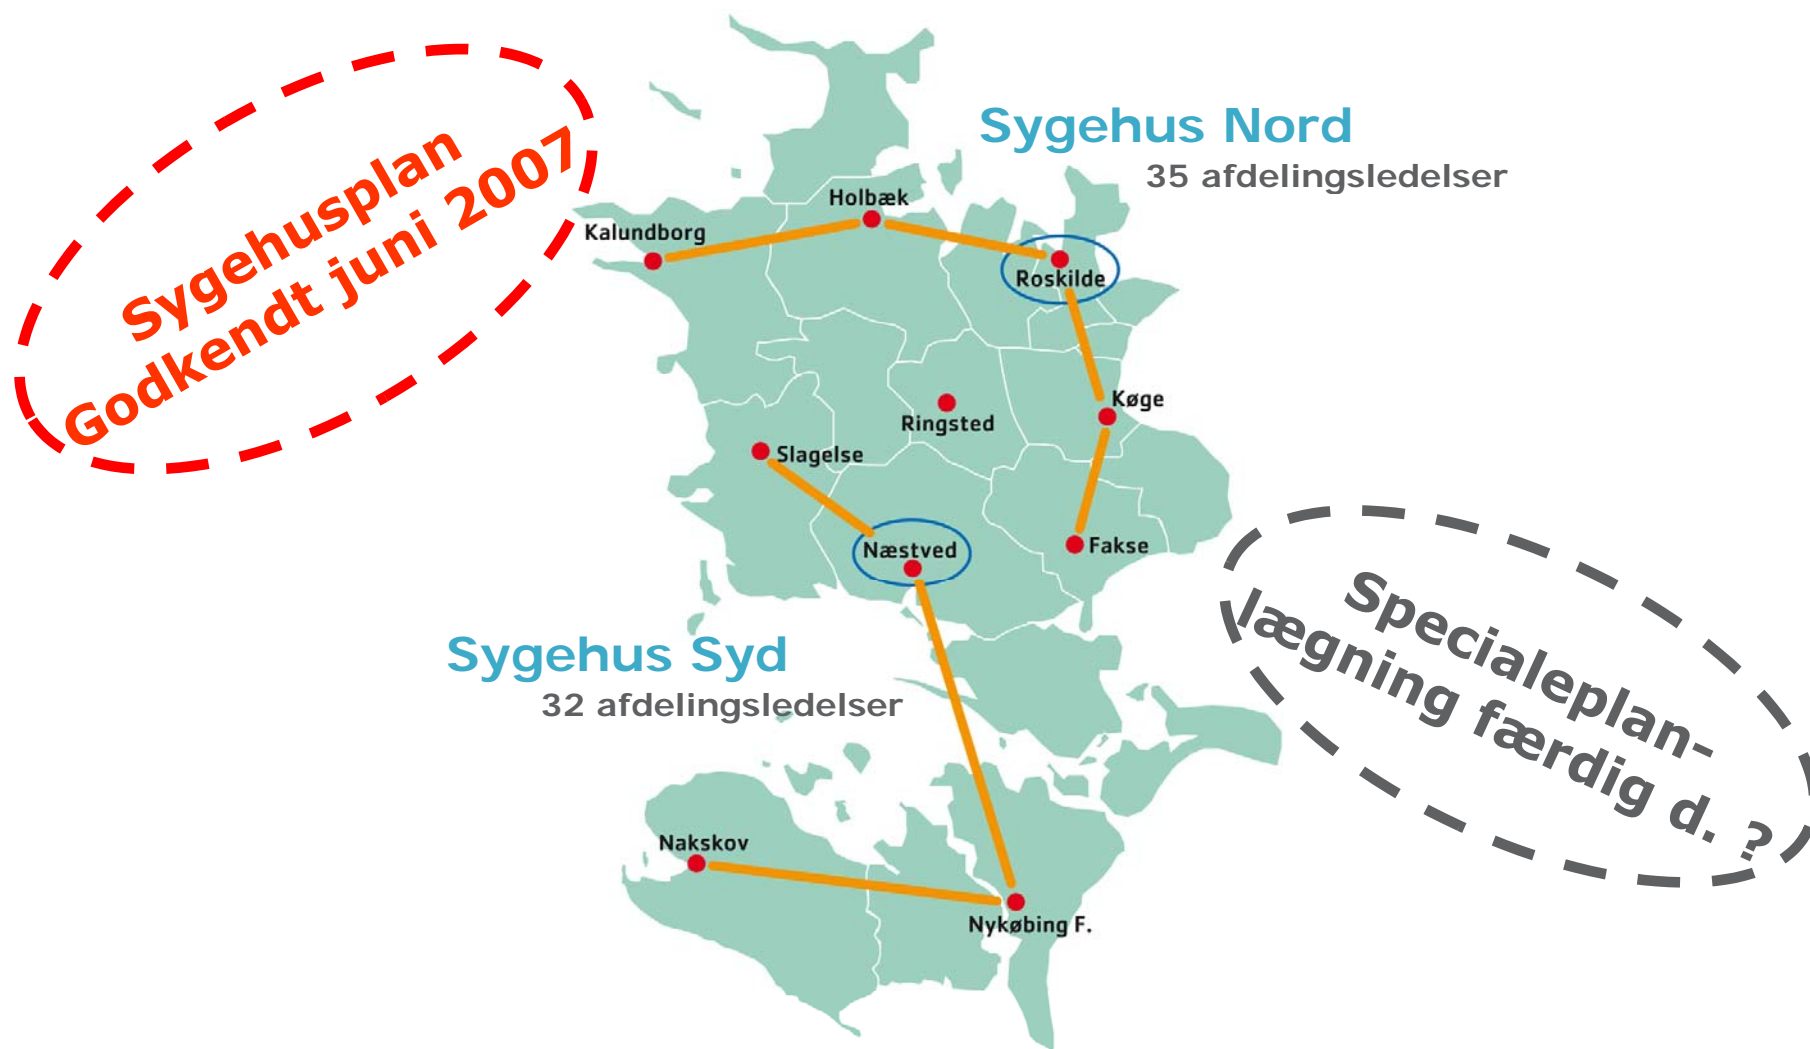 Sygehusplan
Godkendt juni 2007
Sygehus Nord
35 afdelingsledelser
Holbæk
Kalundborg
Roskilde
Køge
Ringsted
Slagelse
Næstved
Fakse
Specialeplan-
lægning færdig d. ?
Sygehus Syd
32 afdelingsledelser
Nakskov
Nykøbing F.